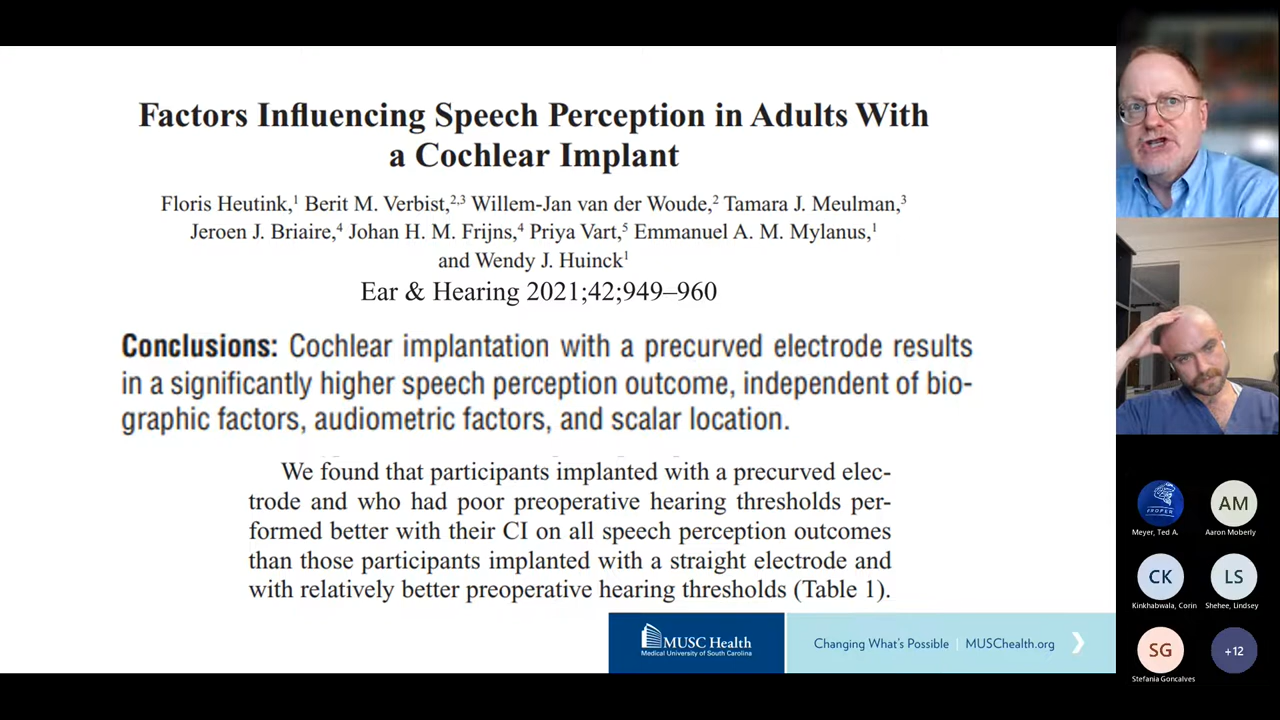 Factors Influencing Speech Perception in Adults With
a Cochlear Implant
Floris Heutink,1 Berit M. Verbist,2,3 Willem-Jan van der Woude,2 Tamara J. Meulman,3
Jeroen J. Briaire,4 Johan H. M. Frijns,4 Priya Vart,5 Emmanuel A. M. Mylanus,1
and Wendy J. Huinck1
Ear & Hearing 2021;42;949–960
Conclusions: Cochlear implantation with a precurved electrode results
in a significantly higher speech perception outcome, independent of bio-
graphic factors, audiometric factors, and scalar location.
We found that participants implanted with a precurved elec-
trode and who had poor preoperative hearing thresholds per-
formed better with their CI on all speech perception outcomes
than those participants implanted with a straight electrode and
with relatively better preoperative hearing thresholds (Table 1).
MUSC Health
Medical University of South Carolina
Changing What's Possible | MUSChealth.org
Meyer, Ted A.
AM
Aaron Moberly
CK
Kinkhabwala, Corin
LS
Shehee, Lindsey
SG
Stefania Goncalves
+12